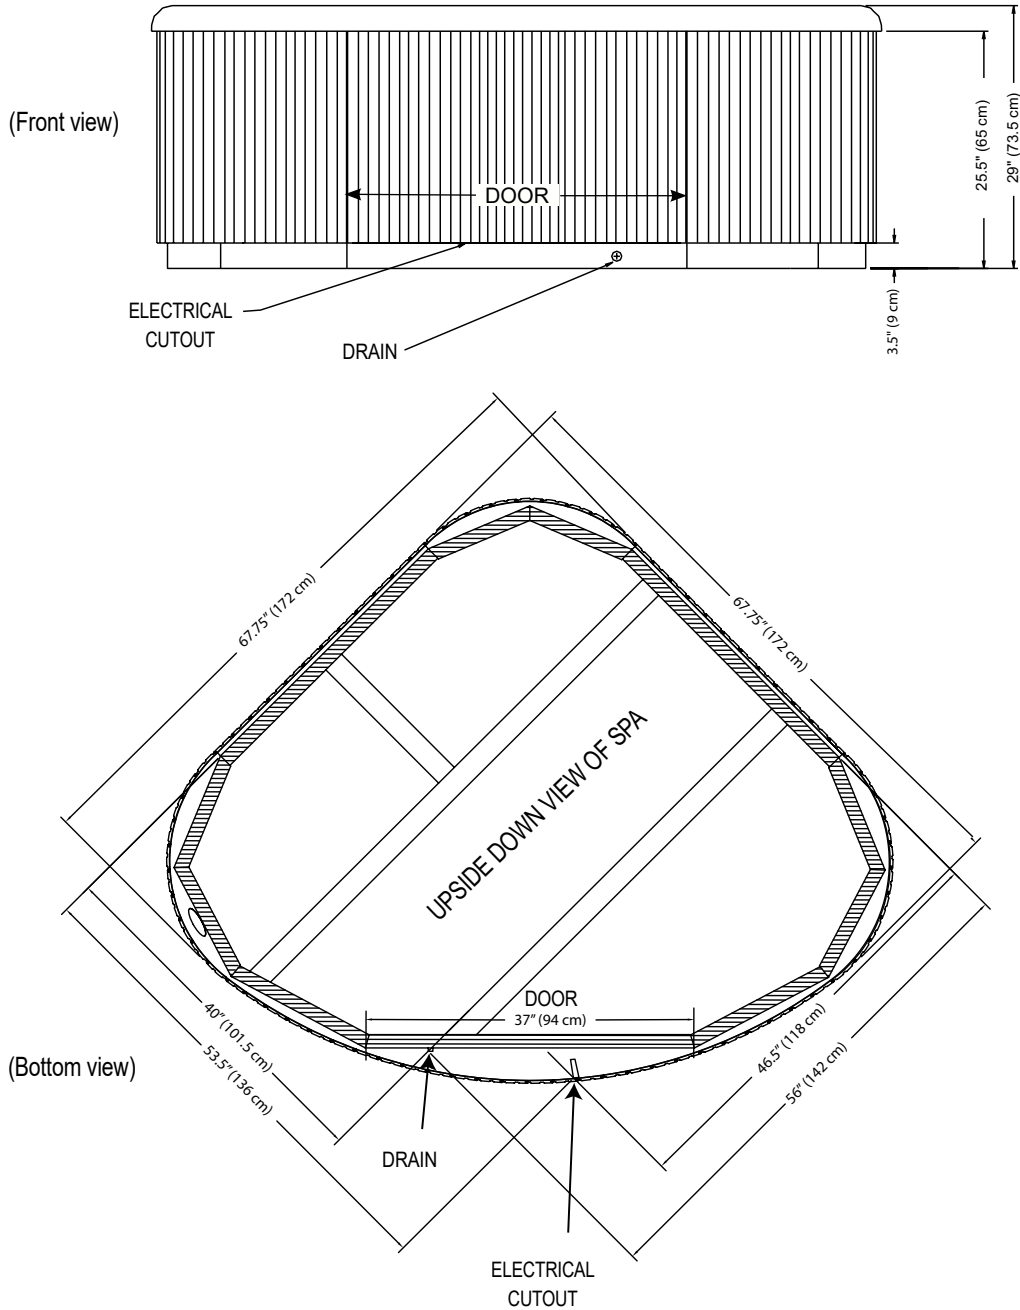 (Front view)
DOOR
25.5" (65 cm)
29" (73.5 cm)
3.5" (9 cm)
ELECTRICAL
CUTOUT
DRAIN
67.75" (172 cm)
67.75" (172 cm)
UPSIDE DOWN VIEW OF SPA
DOOR
37" (94 cm)
40" (101.5 cm)
53.5" (136 cm)
46.5" (118 cm)
56" (142 cm)
(Bottom view)
DRAIN
ELECTRICAL
CUTOUT